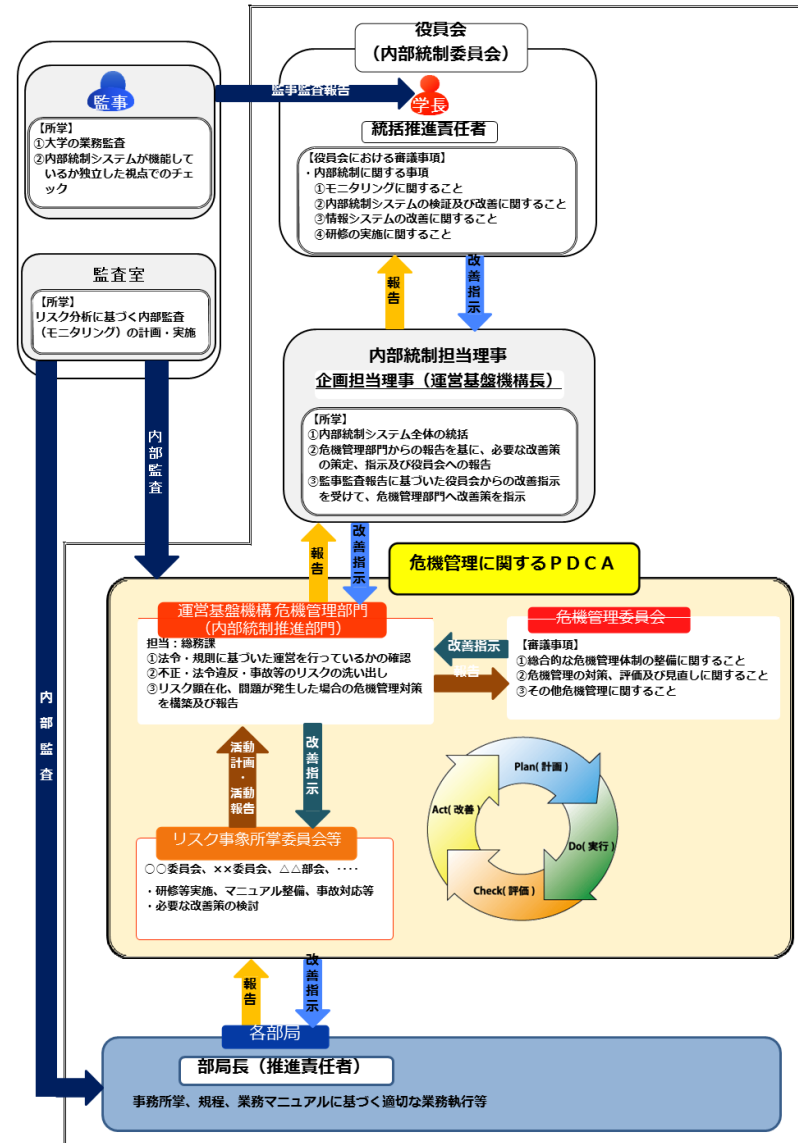 役員会
（内部統制委員会）
監事
監事監査報告
学長
統括推進責任者
【所掌】
①大学の業務監査
②内部統制システムが機能して
いるか独立した視点でのチェ
ック
【役員会における審議事項】
・内部統制に関する事項
①モニタリングに関すること
②内部統制システムの検証及び改善に関すること
③情報システムの改善に関すること
④研修の実施に関すること
監査室
【所掌】
リスク分析に基づく内部監査
（モニタリング）の計画・実施
報告
改善指示
内部統制担当理事
企画担当理事（運営基盤機構長）
【所掌】
①内部統制システム全体の統括
②危機管理部門からの報告を基に、必要な改善策
の策定、指示及び役員会への報告
③監事監査報告に基づいた役員会からの改善指示
を受けて、危機管理部門へ改善策を指示
内部監査
報告
改善指示
危機管理に関するＰＤＣＡ
運営基盤機構 危機管理部門
（内部統制推進部門）
担当：総務課
①法令・規則に基づいた運営を行っているかの確認
②不正・法令違反・事故等のリスクの洗い出し
③リスク顕在化、問題が発生した場合の危機管理対策
を構築及び報告
改善指示
報告
危機管理委員会
【審議事項】
①総合的な危機管理体制の整備に関すること
②危機管理の対策、評価及び見直しに関すること
③その他危機管理に関すること
内部監査
活動
計画
・
活動
報告
改善指示
Plan(計画)
Act(改善)
Do(実行)
Check(評価)
リスク事象所掌委員会等
○○委員会、××委員会、△△部会、‥‥
・研修等実施、マニュアル整備、事故対応等
・必要な改善策の検討
報告
改善指示
各部局
部局長（推進責任者）
事務所掌、規程、業務マニュアルに基づく適切な業務執行等